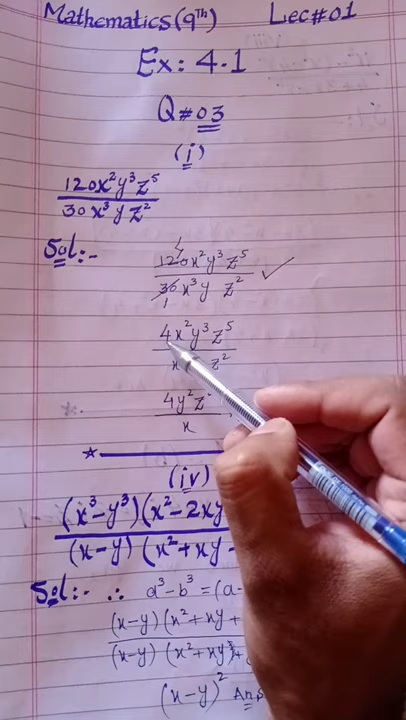 Mathematics (9th) Lec#01
Ex: 4.1
Q#03
(i)
120x²y³z⁵
30x³yz²
Sol:-
120x²y³z⁵
30x³y z²
4x²y³z⁵
x z²
4y²z
x
(iv)
(x³-y³)(x²-2xy
(x-y)(x²+xy
Sol:- ∴ a³-b³=(a-
(x-y)(x²+xy+
(x-y)(x²+xy
(x-y)² Ans